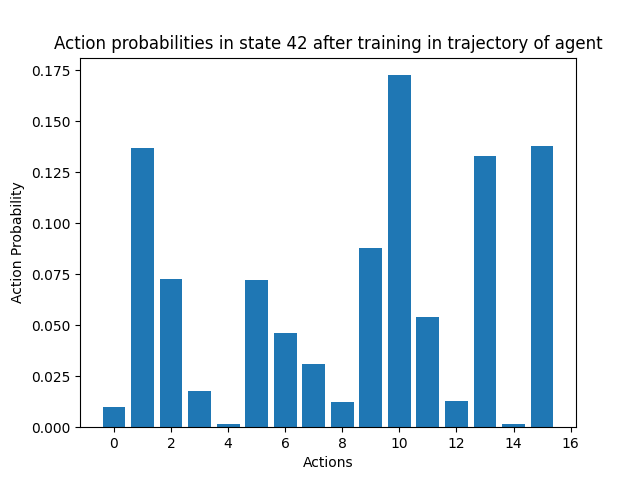 Action probabilities in state 42 after training in trajectory of agent
0.175
0.150
0.125
0.100
0.075
0.050
0.025
0.000
Action Probability
0 2 4 6 8 10 12 14 16
Actions